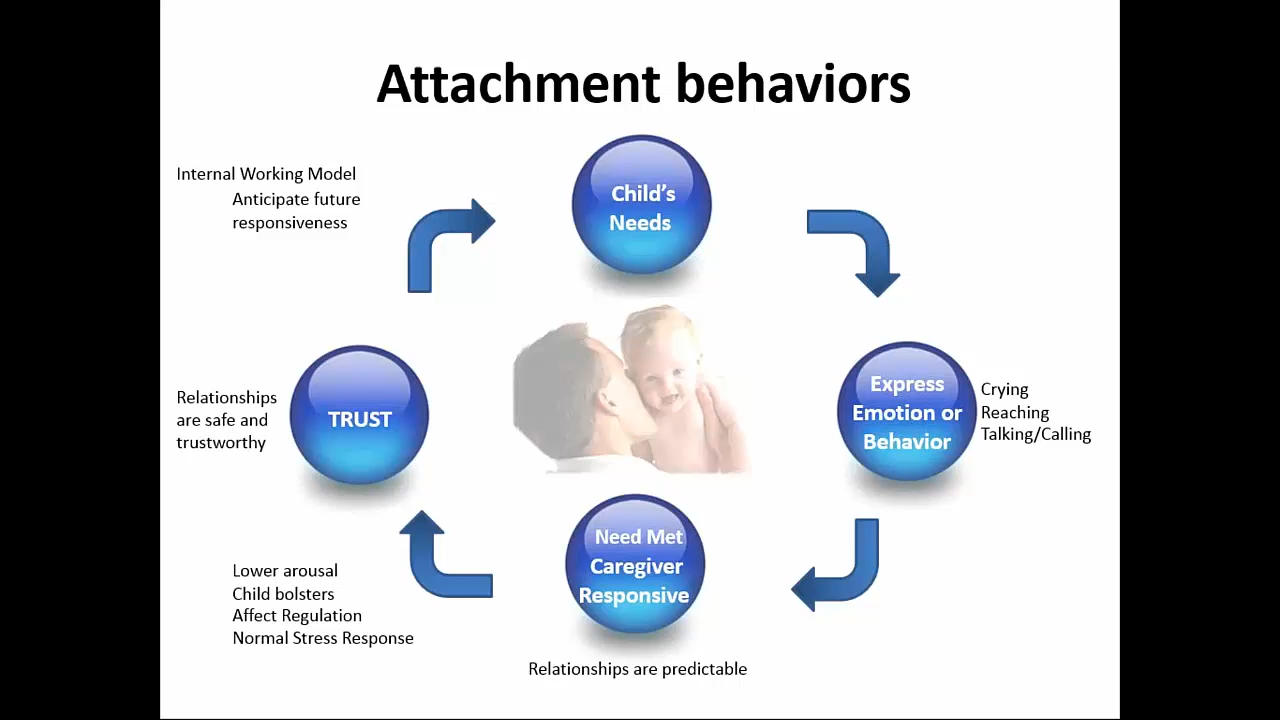 Attachment behaviors
Internal Working Model
Anticipate future
responsiveness
Child's
Needs
Express
Emotion or
Behavior
Crying
Reaching
Talking/Calling
Relationships
are safe and
trustworthy
TRUST
Need Met
Caregiver
Responsive
Lower arousal
Child bolsters
Affect Regulation
Normal Stress Response
Relationships are predictable